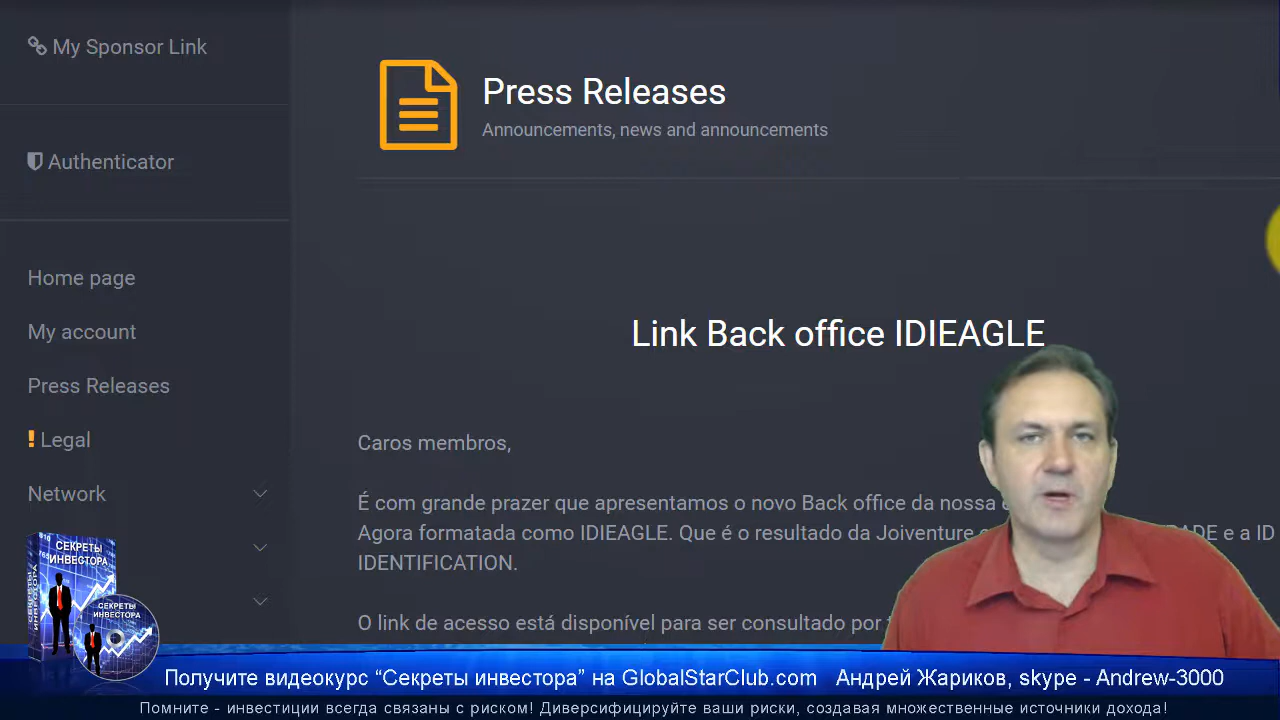 My Sponsor Link
Authenticator
Home page
My account
Press Releases
Legal
Network
Press Releases
Announcements, news and announcements
Link Back office IDIEAGLE
Caros membros,
É com grande prazer que apresentamos o novo Back office da nossa
Agora formatada como IDIEAGLE. Que é o resultado da Joiventure e a ID
IDENTIFICATION.
O link de acesso está disponível para ser consultado por
СЕКРЕТЫ
ИНВЕСТОРА
СЕКРЕТЫ
ИНВЕСТОРА
Получите видеокурс “Секреты инвестора” на GlobalStarClub.com Андрей Жариков, skype - Andrew-3000
Помните - инвестиции всегда связаны с риском! Диверсифицируйте ваши риски, создавая множественные источники дохода!